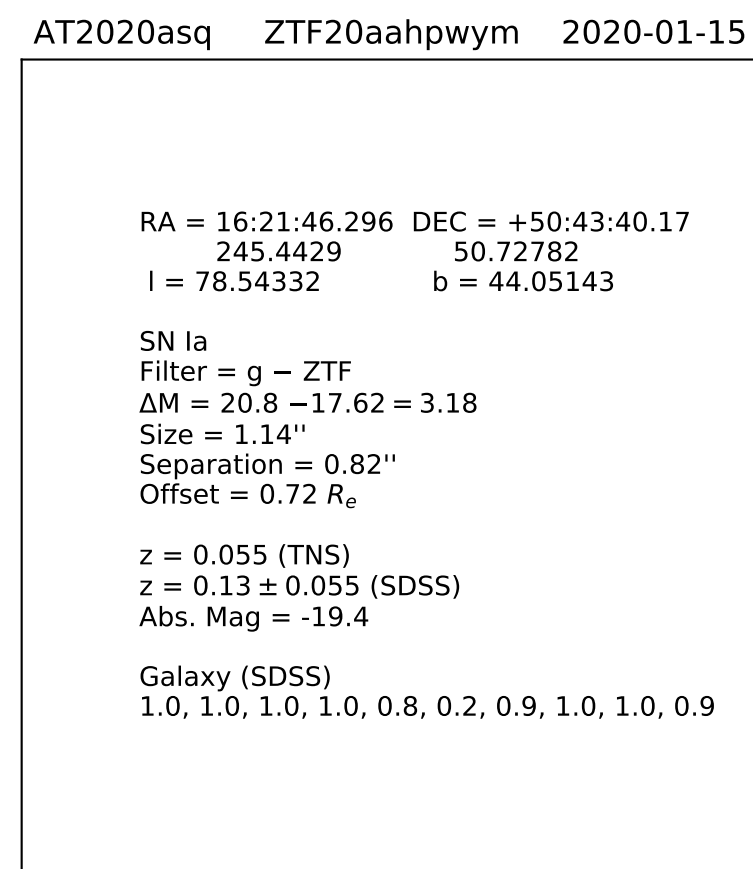 AT2020asq ZTF20aahpwym 2020-01-15
RA = 16:21:46.296 DEC = +50:43:40.17
245.4429 50.72782
l = 78.54332 b = 44.05143
SN Ia
Filter = g − ZTF
ΔM = 20.8 −17.62 = 3.18
Size = 1.14''
Separation = 0.82''
Offset = 0.72 Rₑ
z = 0.055 (TNS)
z = 0.13 ± 0.055 (SDSS)
Abs. Mag = -19.4
Galaxy (SDSS)
1.0, 1.0, 1.0, 1.0, 0.8, 0.2, 0.9, 1.0, 1.0, 0.9